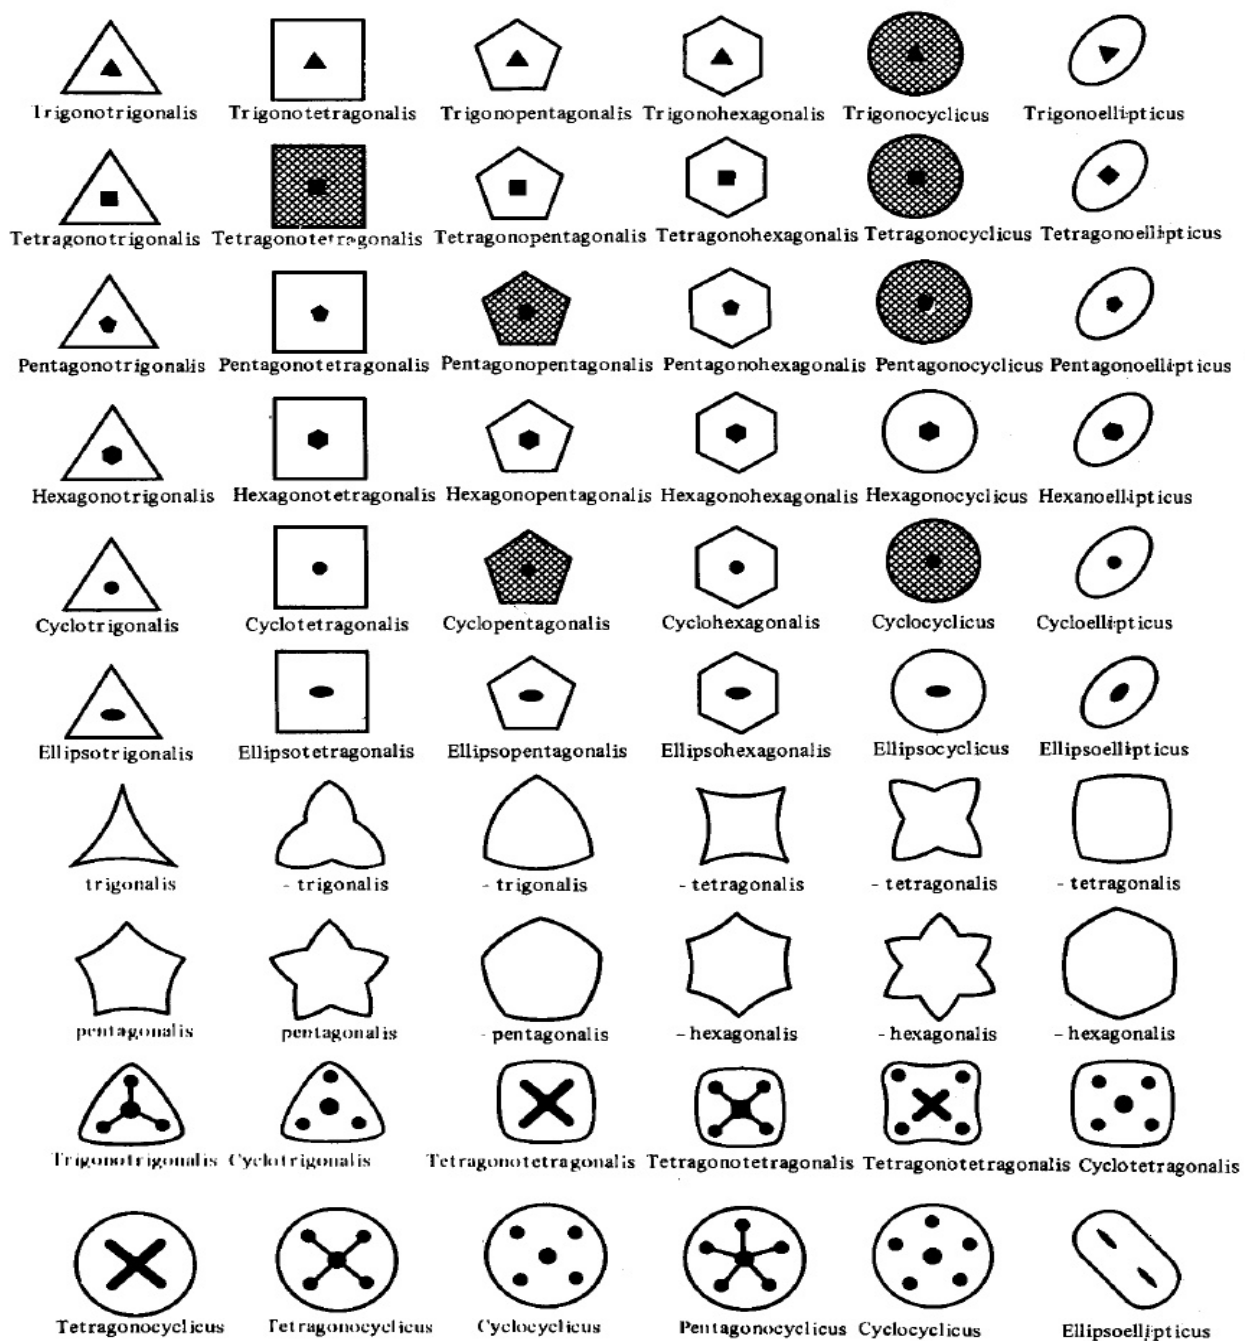 Trigonotrigonalis Trigonotetragonalis Trigonopentagonalis Trigonohexagonalis Trigonocyclicus Trigonoellipticus
Tetragonotrigonalis Tetragonotetragonalis Tetragonopentagonalis Tetragonohexagonalis Tetragonocyclicus Tetragonoellipticus
Pentagonotrigonalis Pentagonotetragonalis Pentagonopentagonalis Pentagonohexagonalis Pentagonocyclicus Pentagonoellipticus
Hexagonotrigonalis Hexagonotetragonalis Hexagonopentagonalis Hexagonohexagonalis Hexagonocyclicus Hexanoellipticus
Cyclotrigonalis Cyclotetragonalis Cyclopentagonalis Cyclohexagonalis Cyclocyclicus Cycloellipticus
Ellipsotrigonalis Ellipsotetragonalis Ellipsopentagonalis Ellipsohexagonalis Ellipsocyclicus Ellipsoellipticus
trigonalis - trigonalis - trigonalis - tetragonalis - tetragonalis - tetragonalis
pentagonalis pentagonalis - pentagonalis - hexagonalis - hexagonalis - hexagonalis
Trigonotrigonalis Cyclotrigonalis Tetragonotetragonalis Tetragonotetragonalis Tetragonotetragonalis Cyclotetragonalis
Tetragonocyclicus Tetragonocyclicus Cyclocyclicus Pentagonocyclicus Cyclocyclicus Ellipsoellipticus